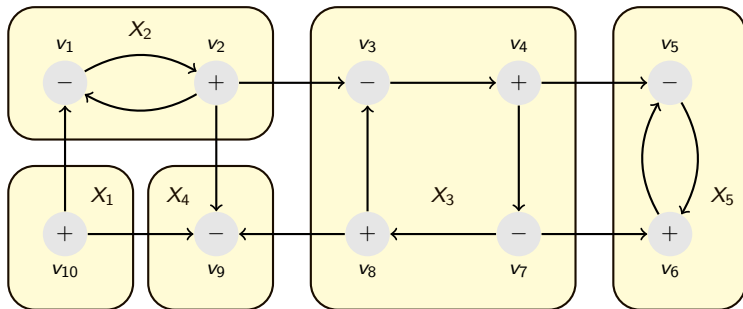 v1 X2 v2 v3 v4 v5
− + − + −
X1 X4 X3 X5
+ − + − +
v10 v9 v8 v7 v6